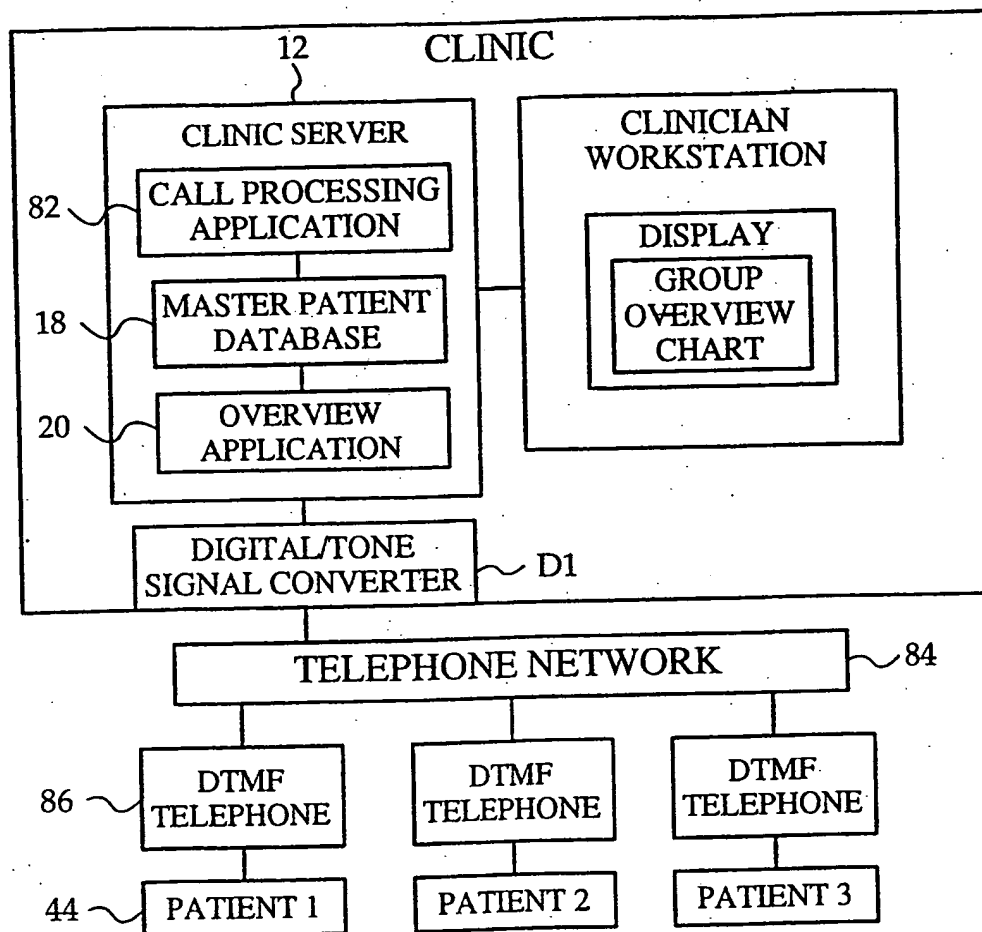 CLINIC
12
CLINIC SERVER
CALL PROCESSING
APPLICATION
82
MASTER PATIENT
DATABASE
18
OVERVIEW
APPLICATION
20
CLINICIAN
WORKSTATION
DISPLAY
GROUP
OVERVIEW
CHART
DIGITAL/TONE
SIGNAL CONVERTER
D1
TELEPHONE NETWORK
84
DTMF
TELEPHONE
86
DTMF
TELEPHONE
DTMF
TELEPHONE
44
PATIENT 1
PATIENT 2
PATIENT 3